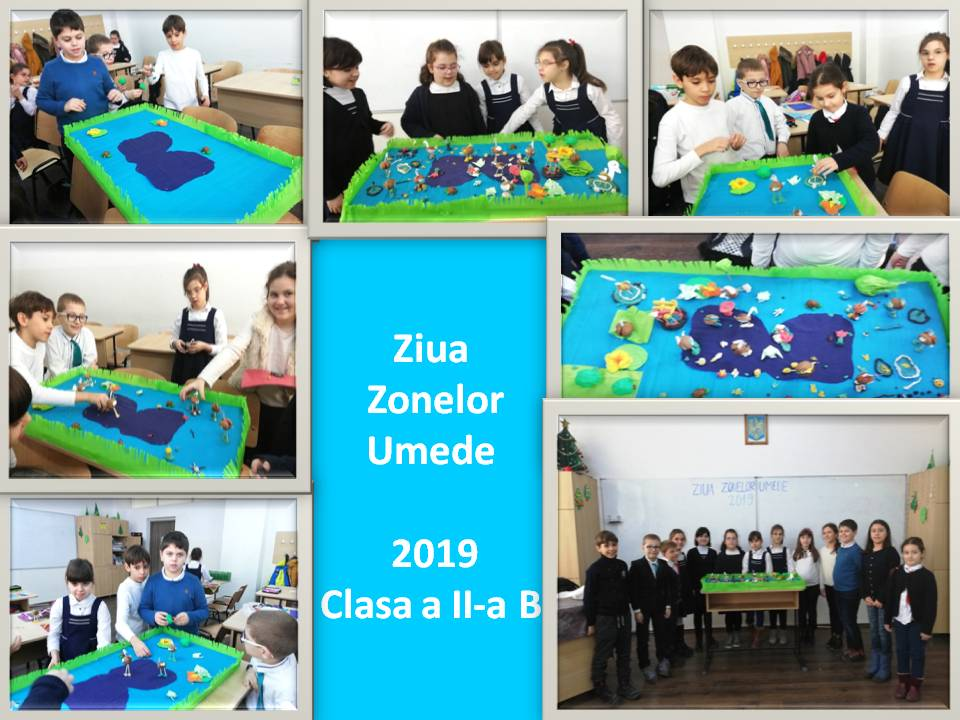 Ziua
Zonelor
Umede
2019
Clasa a II-a B
ZIUA ZONELOR UMEDE
2019